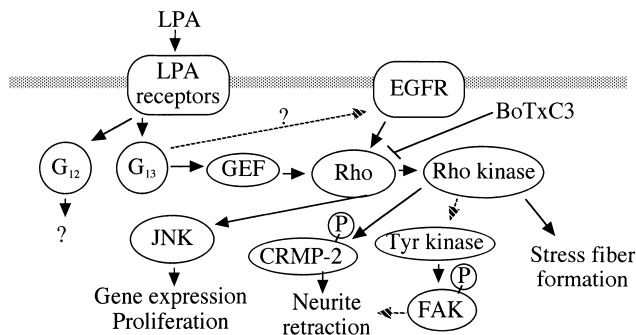 LPA
LPA
receptors
EGFR
?
BoTxC3
G12
G13
GEF
Rho
Rho kinase
?
JNK
P
CRMP-2
Tyr kinase
P
FAK
Stress fiber
formation
Gene expression
Proliferation
Neurite
retraction